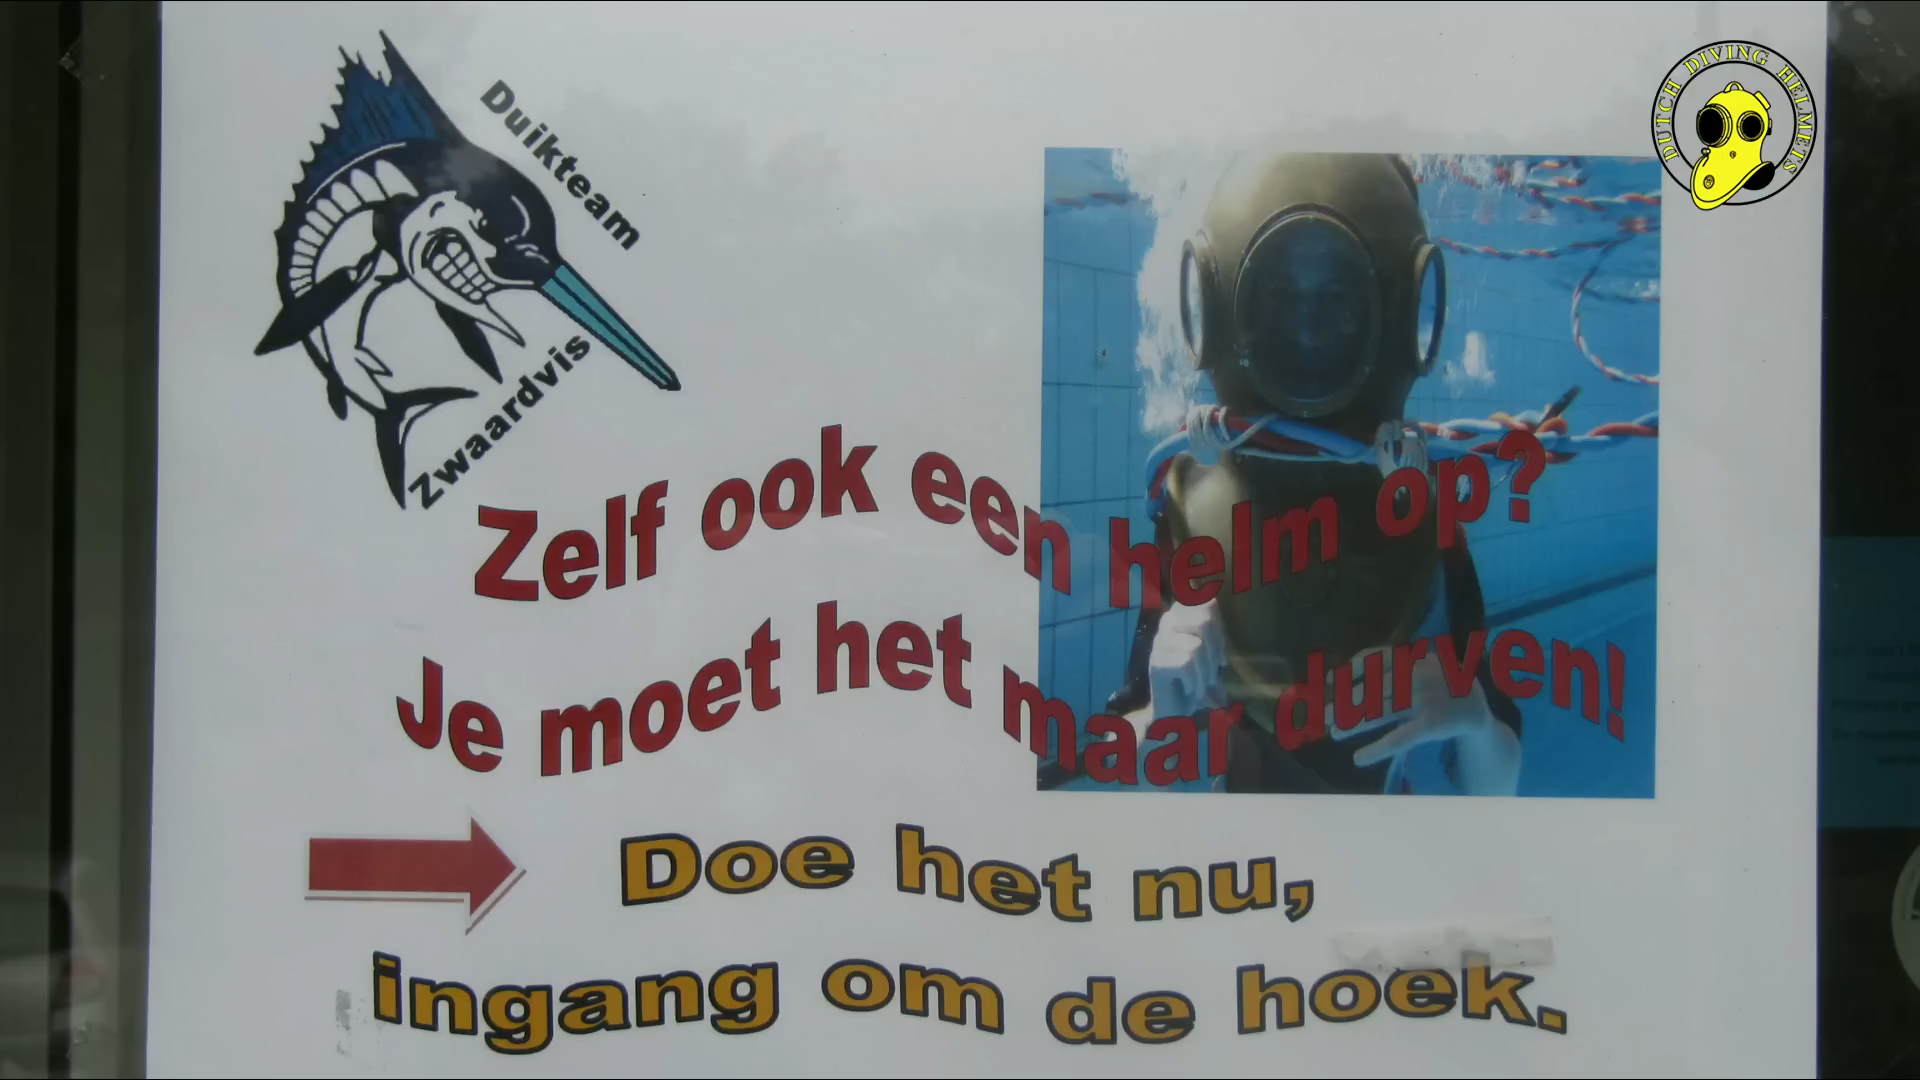 Duikteam
Zwaardvis
DUTCH DIVING HELMETS
Zelf ook een helm op?
Je moet het maar durven!
Doe het nu,
ingang om de hoek.